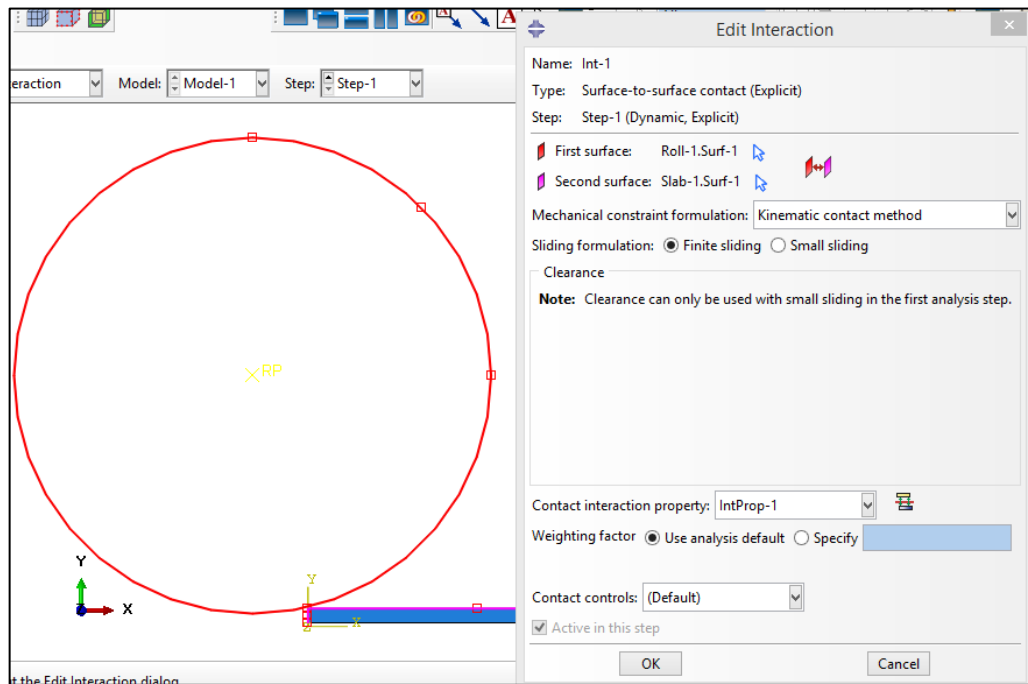 A
A
eraction Model: Model-1 Step: Step-1
RP
Y
X
Y
X
Z
t the Edit Interaction dialog
Edit Interaction
Name: Int-1
Type: Surface-to-surface contact (Explicit)
Step: Step-1 (Dynamic, Explicit)
First surface: Roll-1.Surf-1
Second surface: Slab-1.Surf-1
Mechanical constraint formulation: Kinematic contact method
Sliding formulation: Finite sliding Small sliding
Clearance
Note: Clearance can only be used with small sliding in the first analysis step.
Contact interaction property: IntProp-1
Weighting factor Use analysis default Specify
Contact controls: (Default)
Active in this step
OK Cancel